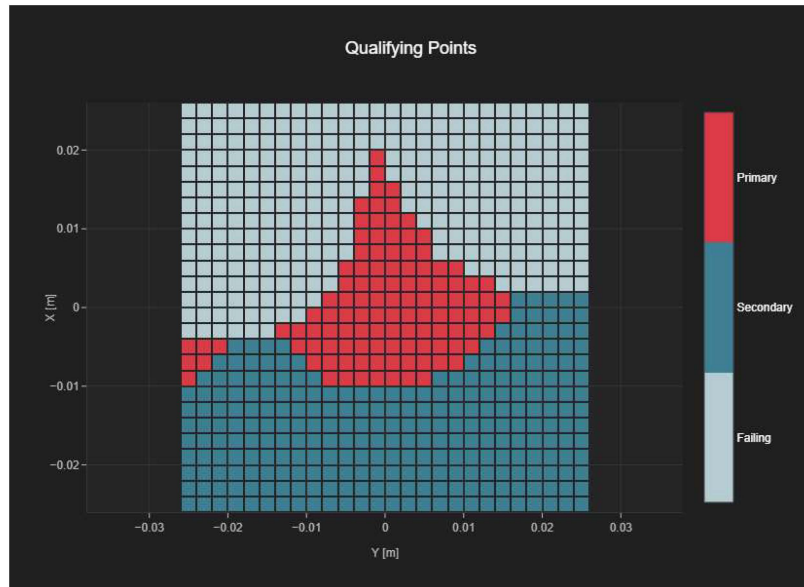 Qualifying Points
0.02
0.01
0
−0.01
−0.02
X [m]
−0.03
−0.02
−0.01
0
0.01
0.02
0.03
Y [m]
Primary
Secondary
Failing